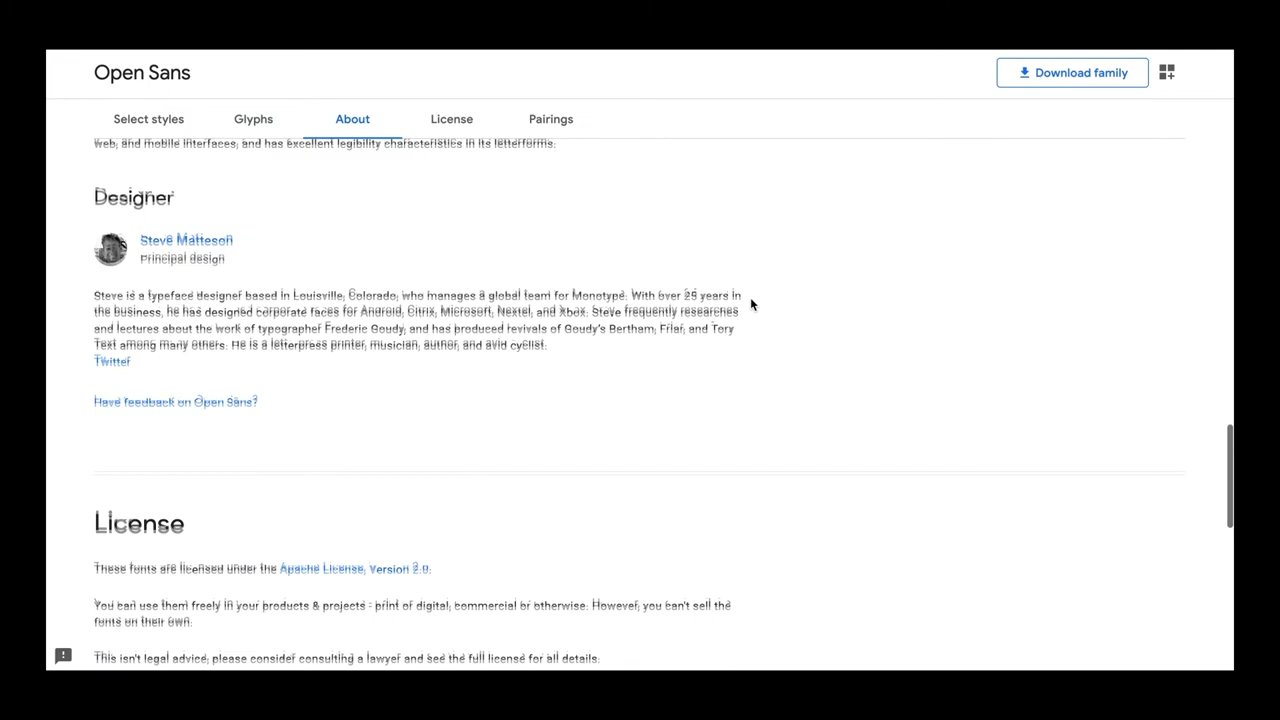 Open Sans
Download family
Select styles
Glyphs
About
License
Pairings
web, and mobile interfaces, and has excellent legibility characteristics in its letterforms.
Designer
Steve Matteson
Principal design
Steve is a typeface designer based in Louisville, Colorado, who manages a global team for Monotype. With over 25 years in
the business, he has designed corporate faces for Android, Citrix, Microsoft, Nextel, and Xbox. Steve frequently researches
and lectures about the work of typographer Frederic Goudy, and has produced revivals of Goudy's Bertham, Friar, and Tory
Text among many others. He is a letterpress printer, musician, author, and avid cyclist.
Twitter
Have feedback on Open Sans?
License
These fonts are licensed under the Apache License, Version 2.0.
You can use them freely in your products & projects - print or digital, commercial or otherwise. However, you can't sell the
fonts on their own.
This isn't legal advice, please consider consulting a lawyer and see the full license for all details.